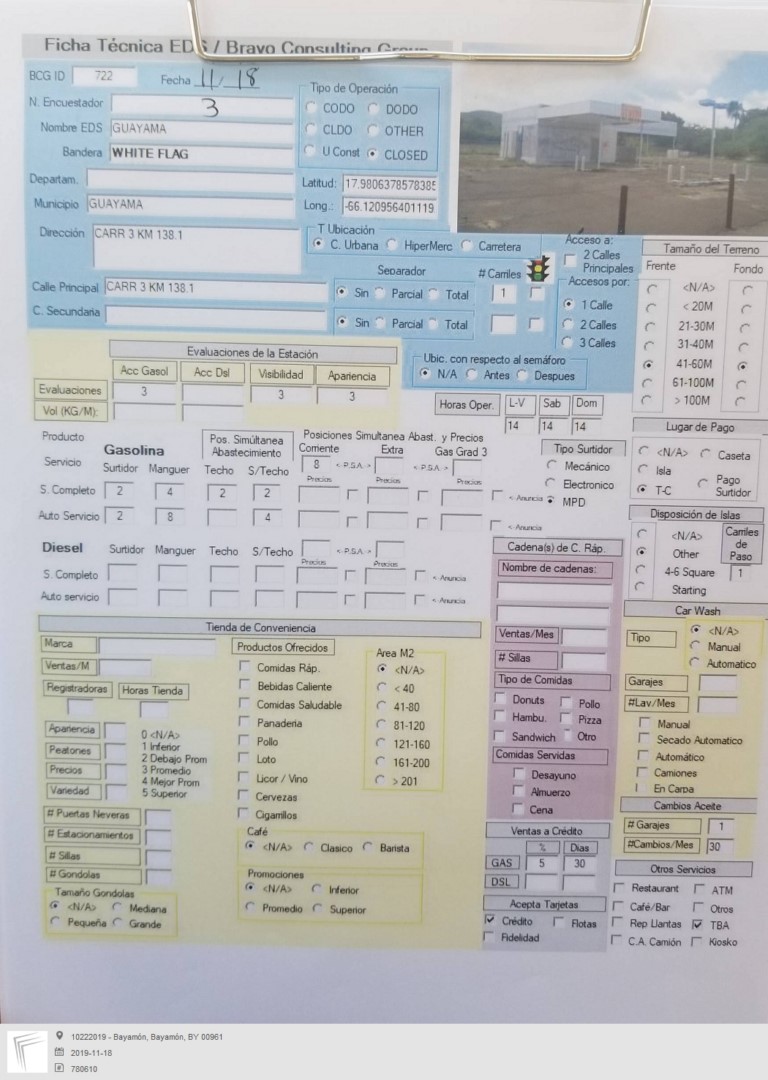 Ficha Técnica EDS / Bravo Consulting Group
BCG ID 722 Fecha 11/18
N. Encuestador 3
Nombre EDS GUAYAMA
Bandera WHITE FLAG
Departam.
Municipio GUAYAMA
Dirección CARR 3 KM 138.1
Calle Principal CARR 3 KM 138.1
C. Secundaria
Tipo de Operación
CODO DODO
CLDO OTHER
U Const CLOSED
Latitud: 17.980637857838
Long.: -66.120956401119
T Ubicación
C. Urbana HiperMerc Carretera
Separador # Carriles
Sin Parcial Total 1
Sin Parcial Total
Acceso a:
2 Calles
Principales
Accesos por:
1 Calle
2 Calles
3 Calles
Ubic. con respecto al semáforo
N/A Antes Despues
Tamaño del Terreno
Frente Fondo
<N/A>
< 20M
21-30M
31-40M
41-60M
61-100M
> 100M
Evaluaciones de la Estación
Acc Gasol Acc Dsl Visibilidad Apariencia
Evaluaciones 3 3 3
Vol (KG/M):
Horas Oper. L-V Sab Dom
14 14 14
Producto
Servicio
Gasolina
Surtidor Manguer
Pos. Simúltanea
Abastecimiento
Techo S/Techo
Posiciones Simultanea Abast. y Precios
Corriente Extra Gas Grad 3
8 < P.S.A. > < P.S.A. >
Precios Precios Precios
S. Completo 2 4 2 2 < Anuncia
Auto Servicio 2 8 4 < Anuncia
Tipo Surtidor
Mecánico
Electronico
MPD
Lugar de Pago
<N/A> Caseta
Isla
T-C Pago
Surtidor
Disposición de Islas
<N/A>
Other
4-6 Square
Starting
Carriles
de
Paso
1
Diesel Surtidor Manguer Techo S/Techo < P.S.A. >
Precios Precios
S. Completo < Anuncia
Auto servicio < Anuncia
Cadena(s) de C. Ráp.
Nombre de cadenas:
Ventas/Mes
# Sillas
Tipo de Comidas
Donuts Pollo
Hambu. Pizza
Sandwich Otro
Comidas Servidas
Desayuno
Almuerzo
Cena
Car Wash
Tipo
<N/A>
Manual
Automatico
Garajes
#Lav/Mes
Manual
Secado Automatico
Automático
Camiones
En Carpa
Cambios Aceite
# Garajes 1
#Cambios/Mes 30
Tienda de Conveniencia
Marca
Ventas/M
Registradoras Horas Tienda
Apariencia
Peatones
Precios
Variedad
0 <N/A>
1 Inferior
2 Debajo Prom
3 Promedio
4 Mejor Prom
5 Superior
# Puertas Neveras
# Estacionamientos
# Sillas
# Gondolas
Tamaño Gondolas
<N/A> Mediana
Pequeña Grande
Productos Ofrecidos
Comidas Ráp.
Bebidas Caliente
Comidas Saludable
Panaderia
Pollo
Loto
Licor / Vino
Cervezas
Cigarrillos
Area M2
<N/A>
< 40
41-80
81-120
121-160
161-200
> 201
Café
<N/A> Clasico Barista
Promociones
<N/A> Inferior
Promedio Superior
Ventas a Crédito
% Dias
GAS 5 30
DSL
Acepta Tarjetas
Crédito Flotas
Fidelidad
Otros Servicios
Restaurant ATM
Café/Bar Otros
Rep Llantas TBA
C.A. Camión Kiosko
10222019 - Bayamón, Bayamón, BY 00961
2019-11-18
780610